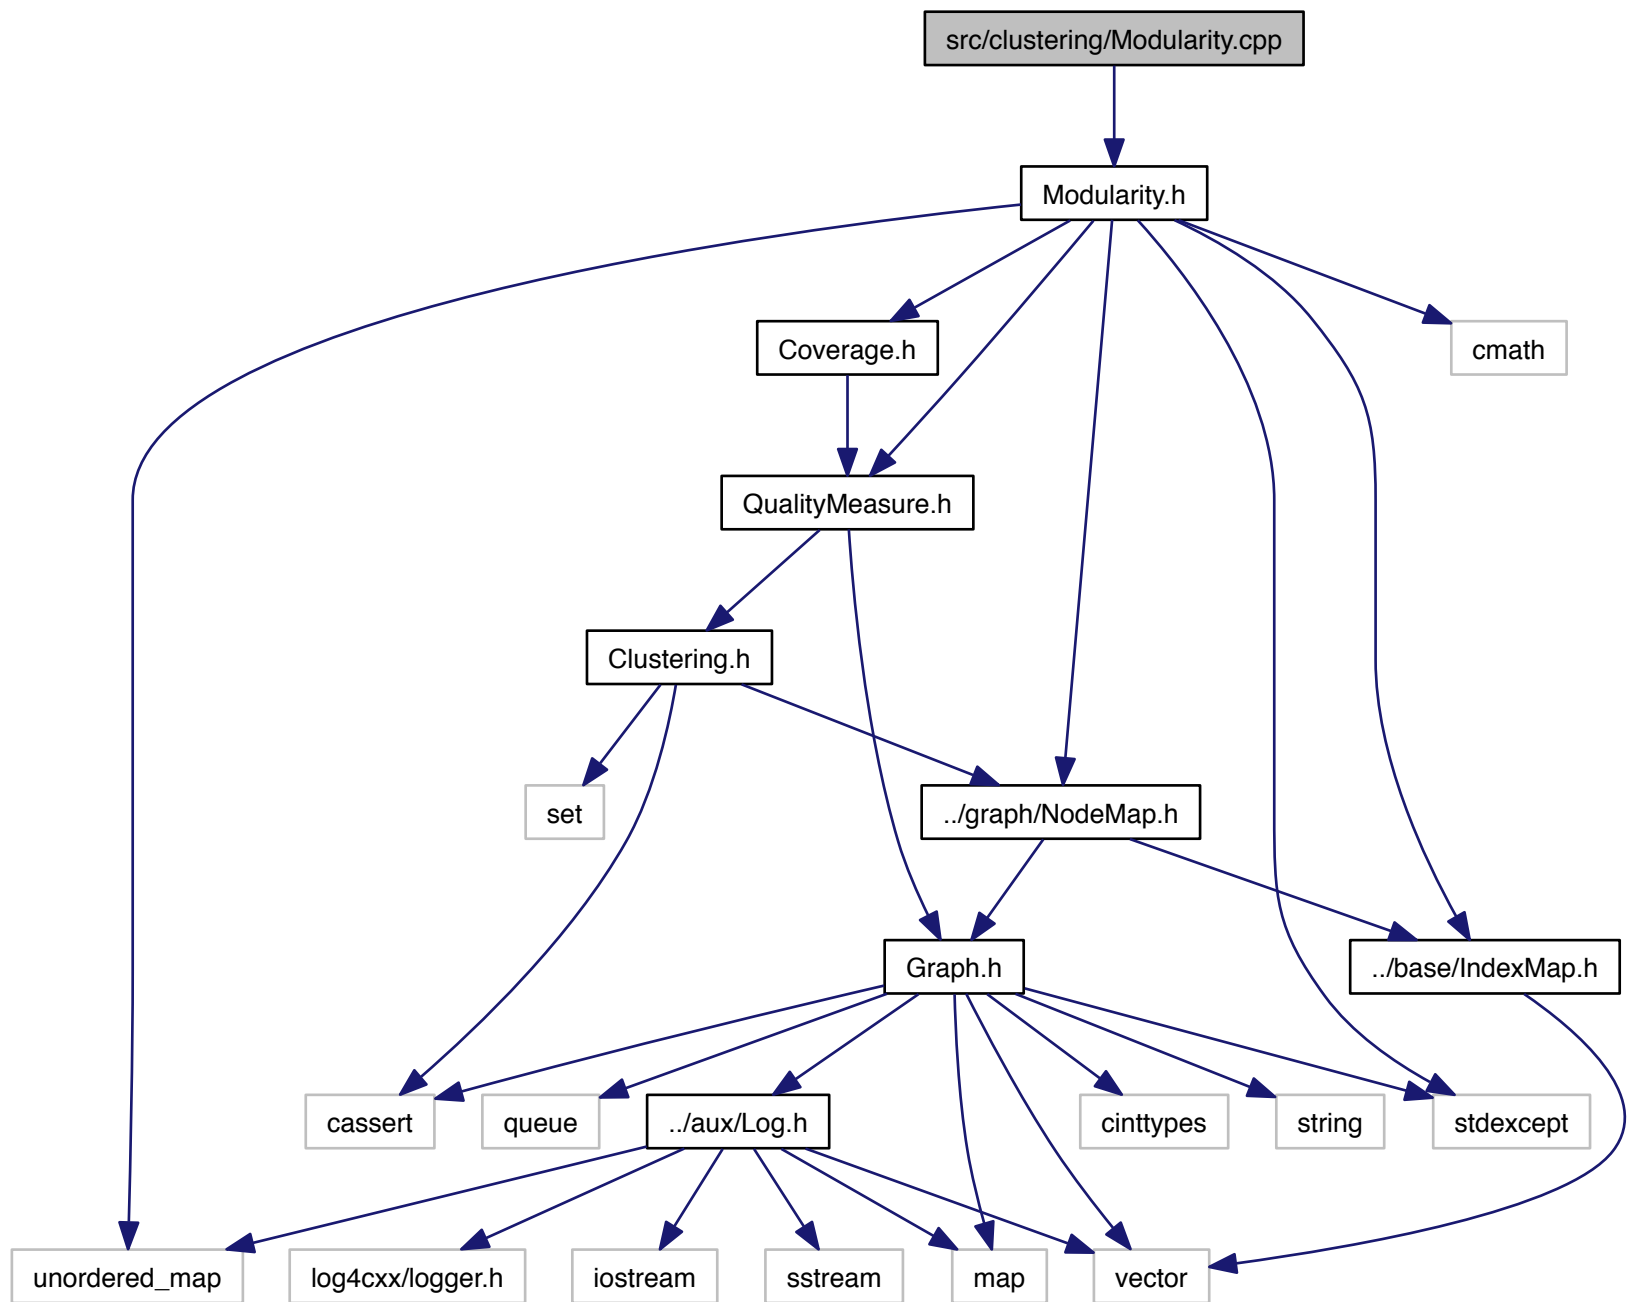 src/clustering/Modularity.cpp
Modularity.h
Coverage.h
cmath
QualityMeasure.h
Clustering.h
set
../graph/NodeMap.h
Graph.h
../base/IndexMap.h
cassert
queue
../aux/Log.h
cinttypes
string
stdexcept
unordered_map
log4cxx/logger.h
iostream
sstream
map
vector